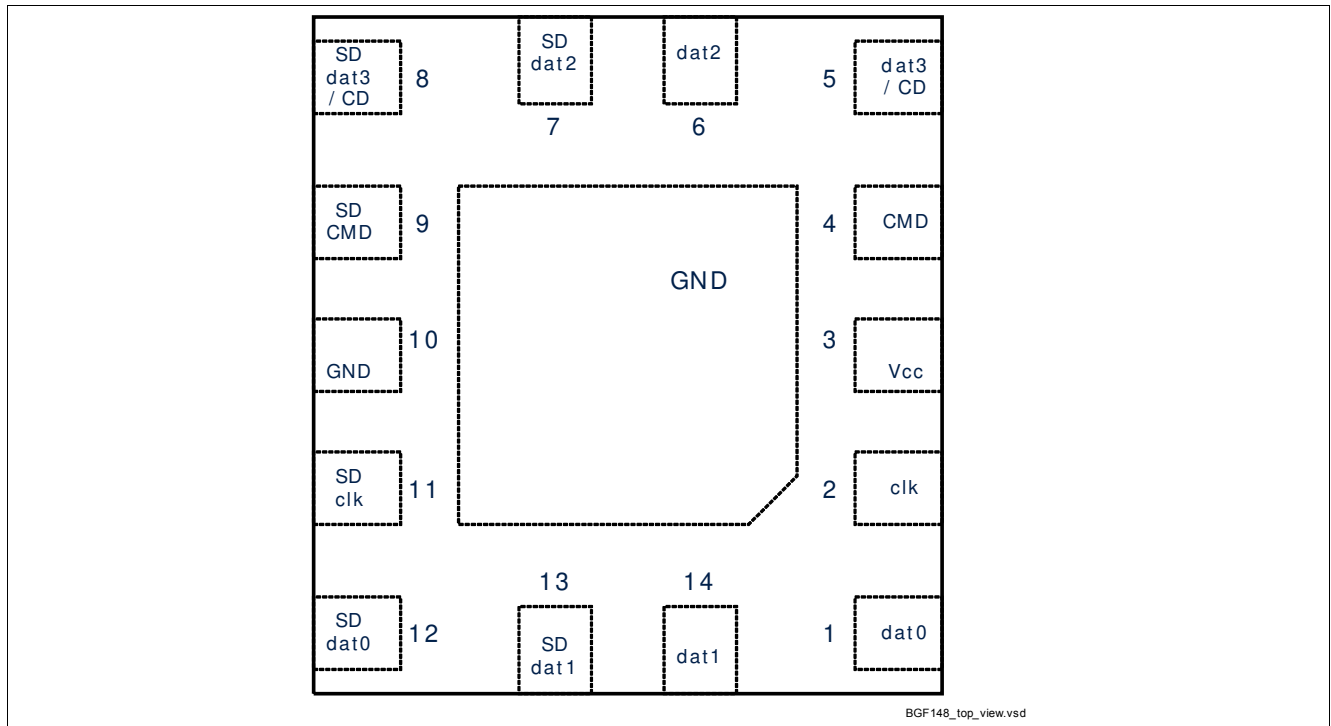 SD
dat3
/ CD
8
SD
dat2
7
dat2
6
5
dat3
/ CD
SD
CMD
9
4
CMD
GND
10
GND
3
Vcc
SD
clk
11
2
clk
13
14
SD
dat0
12
SD
dat1
dat1
1
dat0
BGF148_top_view.vsd